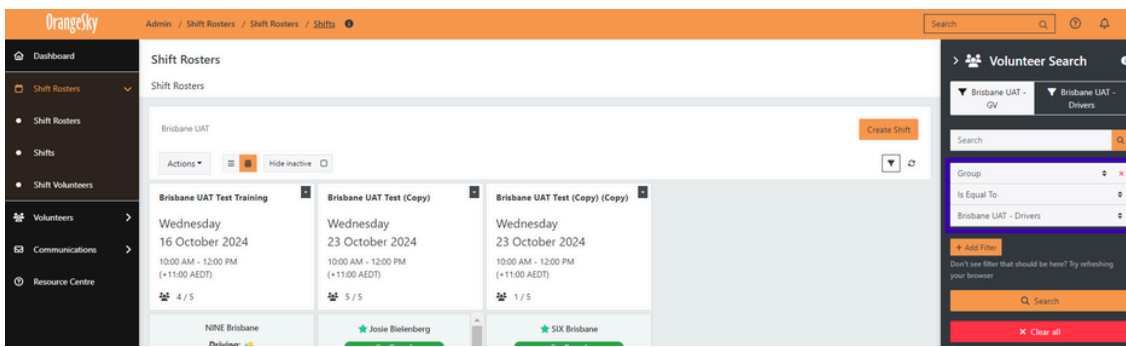 OrangeSky
Admin / Shift Rosters / Shift Rosters / Shifts
Search
Dashboard
Shift Rosters
Shift Rosters
Shifts
Shift Volunteers
Volunteers
Communications
Resource Centre
Shift Rosters
Shift Rosters
Brisbane UAT
Create Shift
Actions
Hide inactive
Brisbane UAT Test Training
Wednesday
16 October 2024
10:00 AM - 12:00 PM
(+11:00 AEDT)
4 / 5
NINE Brisbane
Driving:
Brisbane UAT Test (Copy)
Wednesday
23 October 2024
10:00 AM - 12:00 PM
(+11:00 AEDT)
5 / 5
Josie Bielenberg
Brisbane UAT Test (Copy) (Copy)
Wednesday
23 October 2024
10:00 AM - 12:00 PM
(+11:00 AEDT)
1 / 5
SIX Brisbane
Volunteer Search
Brisbane UAT -
GV
Brisbane UAT -
Drivers
Search
Group
Is Equal To
Brisbane UAT - Drivers
+ Add Filter
Don't see filter that should be here? Try refreshing
your browser
Search
Clear all